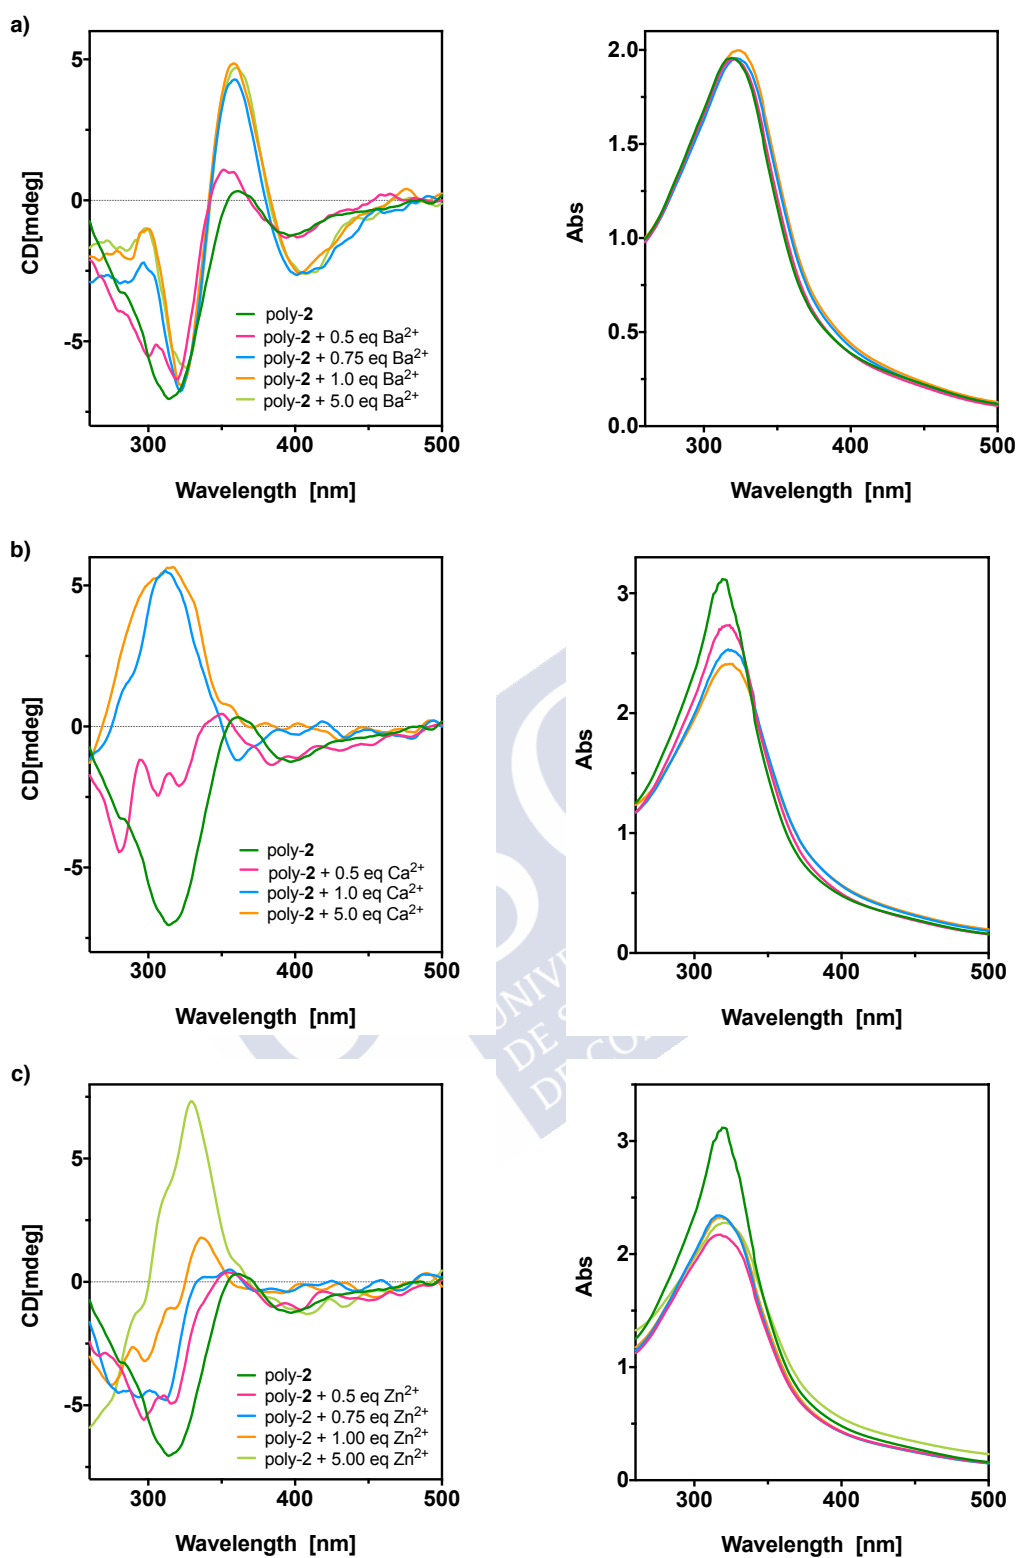 a)
5
0
-5
CD[mdeg]
poly-2
poly-2 + 0.5 eq Ba²⁺
poly-2 + 0.75 eq Ba²⁺
poly-2 + 1.0 eq Ba²⁺
poly-2 + 5.0 eq Ba²⁺
300 400 500
Wavelength [nm]
2.0
1.5
1.0
0.5
0.0
Abs
300 400 500
Wavelength [nm]
b)
5
0
-5
CD[mdeg]
poly-2
poly-2 + 0.5 eq Ca²⁺
poly-2 + 1.0 eq Ca²⁺
poly-2 + 5.0 eq Ca²⁺
300 400 500
Wavelength [nm]
3
2
1
0
Abs
300 400 500
Wavelength [nm]
c)
5
0
-5
CD[mdeg]
poly-2
poly-2 + 0.5 eq Zn²⁺
poly-2 + 0.75 eq Zn²⁺
poly-2 + 1.00 eq Zn²⁺
poly-2 + 5.00 eq Zn²⁺
300 400 500
Wavelength [nm]
3
2
1
0
Abs
300 400 500
Wavelength [nm]